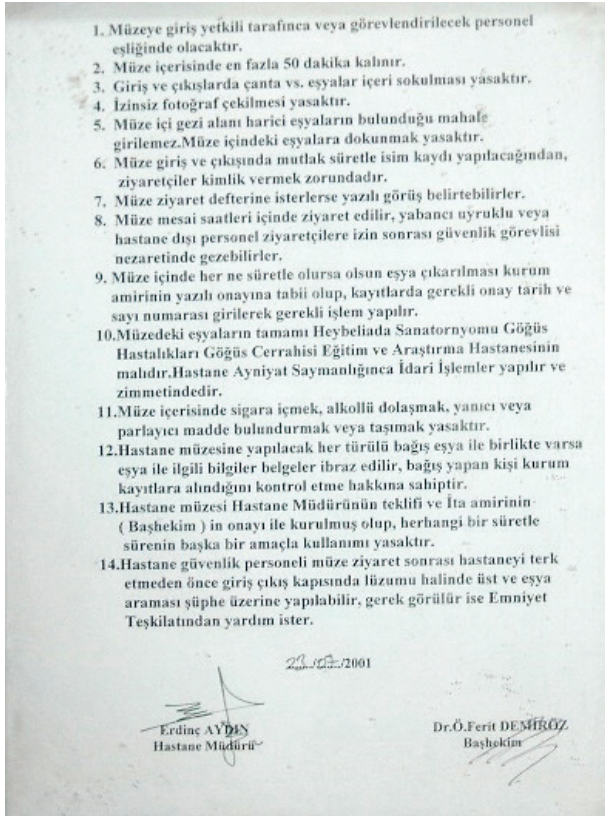 1. Müzeye giriş yetkili tarafınca veya görevlendirilecek personel
eşliğinde olacaktır.
2. Müze içerisinde en fazla 50 dakika kalınır.
3. Giriş ve çıkışlarda çanta vs. eşyalar içeri sokulması yasaktır.
4. İzinsiz fotoğraf çekilmesi yasaktır.
5. Müze içi gezi alanı harici eşyaların bulunduğu mahale
girilemez.Müze içindeki eşyalara dokunmak yasaktır.
6. Müze giriş ve çıkışında mutlak süretle isim kaydı yapılacağından,
ziyaretçiler kimlik vermek zorundadır.
7. Müze ziyaret defterine isterlerse yazılı görüş belirtebilirler.
8. Müze mesai saatleri içinde ziyaret edilir, yabancı uyruklu veya
hastane dışı personel ziyaretçilere izin sonrası güvenlik görevlisi
nezaretinde gezebilirler.
9. Müze içinde her ne süretle olursa olsun eşya çıkarılması kurum
amirinin yazılı onayına tabii olup, kayıtlarda gerekli onay tarih ve
sayı numarası girilerek gerekli işlem yapılır.
10.Müzedeki eşyaların tamamı Heybeliada Sanatornyomu Göğüs
Hastalıkları Göğüs Cerrahisi Eğitim ve Araştırma Hastanesinin
malıdır.Hastane Ayniyat Saymanlığınca İdari İşlemler yapılır ve
zimmetindedir.
11.Müze içerisinde sigara içmek, alkollü dolaşmak, yanıcı veya
parlayıcı madde bulundurmak veya taşımak yasaktır.
12.Hastane müzesine yapılacak her türülü bağış eşya ile birlikte varsa
eşya ile ilgili bilgiler belgeler ibraz edilir, bağış yapan kişi kurum
kayıtlara alındığını kontrol etme hakkına sahiptir.
13.Hastane müzesi Hastane Müdürünün teklifi ve İta amirinin
( Başhekim ) in onayı ile kurulmuş olup, herhangi bir süretle
sürenin başka bir amaçla kullanımı yasaktır.
14.Hastane güvenlik personeli müze ziyaret sonrası hastaneyi terk
etmeden önce giriş çıkış kapısında lüzumu halinde üst ve eşya
araması şüphe üzerine yapılabilir, gerek görülür ise Emniyet
Teşkilatından yardım ister.
23./07./2001
Erdinç AYDIN
Hastane Müdürü
Dr.Ö.Ferit DEMİRÖZ
Başhekim